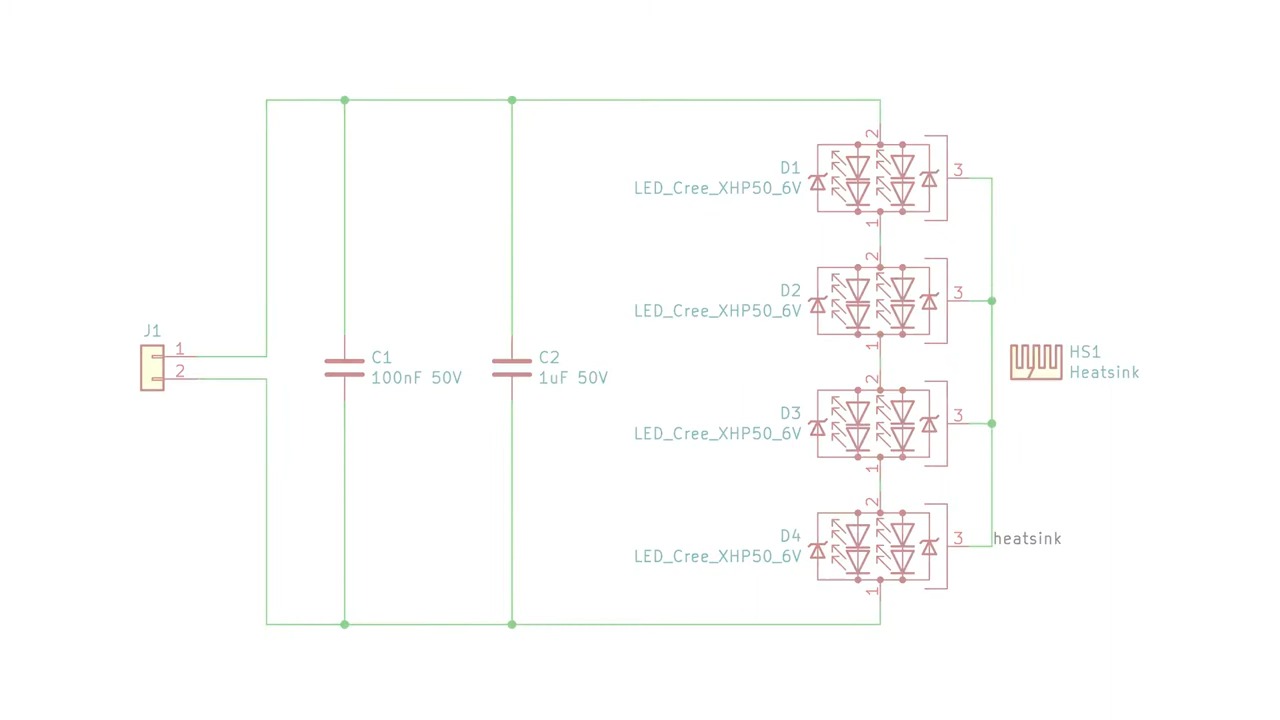 2
D1
LED_Cree_XHP50_6V
3
1
2
D2
LED_Cree_XHP50_6V
3
1
J1
1
2
C1
100nF 50V
C2
1uF 50V
HS1
Heatsink
2
D3
LED_Cree_XHP50_6V
3
1
2
D4
LED_Cree_XHP50_6V
3
heatsink
1